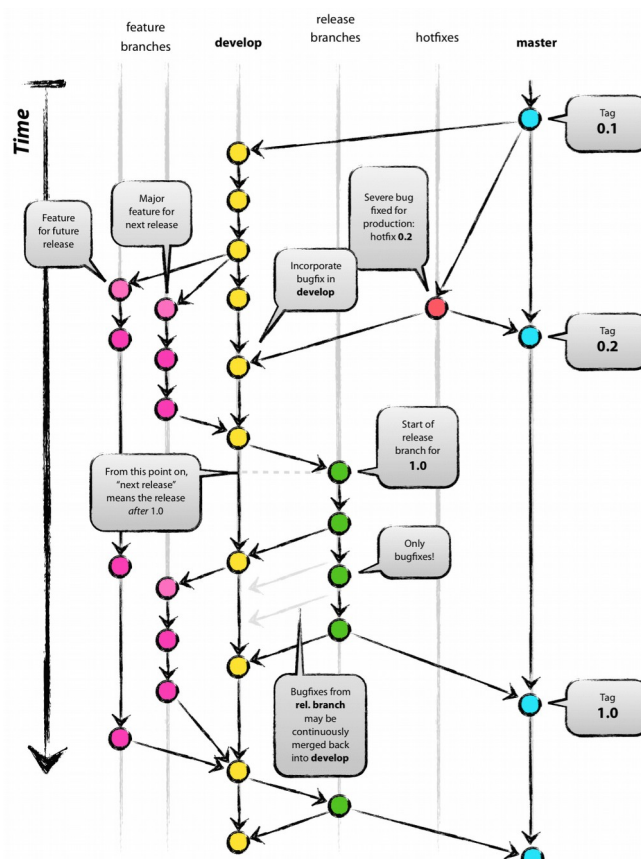 feature
branches
develop
release
branches
hotfixes
master
Time
Tag
0.1
Major
feature for
next release
Severe bug
fixed for
production:
hotfix 0.2
Feature
for future
release
Incorporate
bugfix in
develop
Tag
0.2
Start of
release
branch for
1.0
From this point on,
“next release”
means the release
after 1.0
Only
bugfixes!
Bugfixes from
rel. branch
may be
continuously
merged back
into develop
Tag
1.0